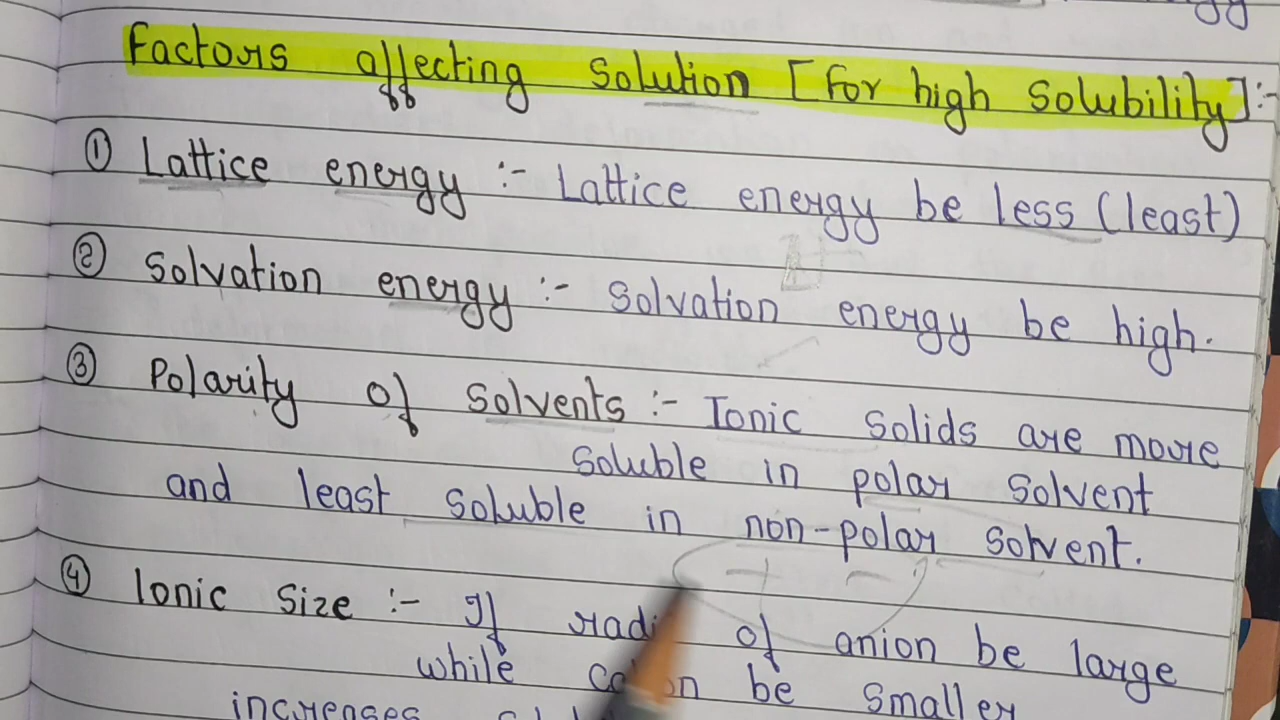 Factors affecting solution [For high solubility]:-
① Lattice energy :- Lattice energy be less (least)
② Solvation energy :- Solvation energy be high.
③ Polarity of solvents :- Ionic solids are more
soluble in polar solvent
and least soluble in non-polar solvent.
④ Ionic Size :- If of anion be large
while be smaller
increases